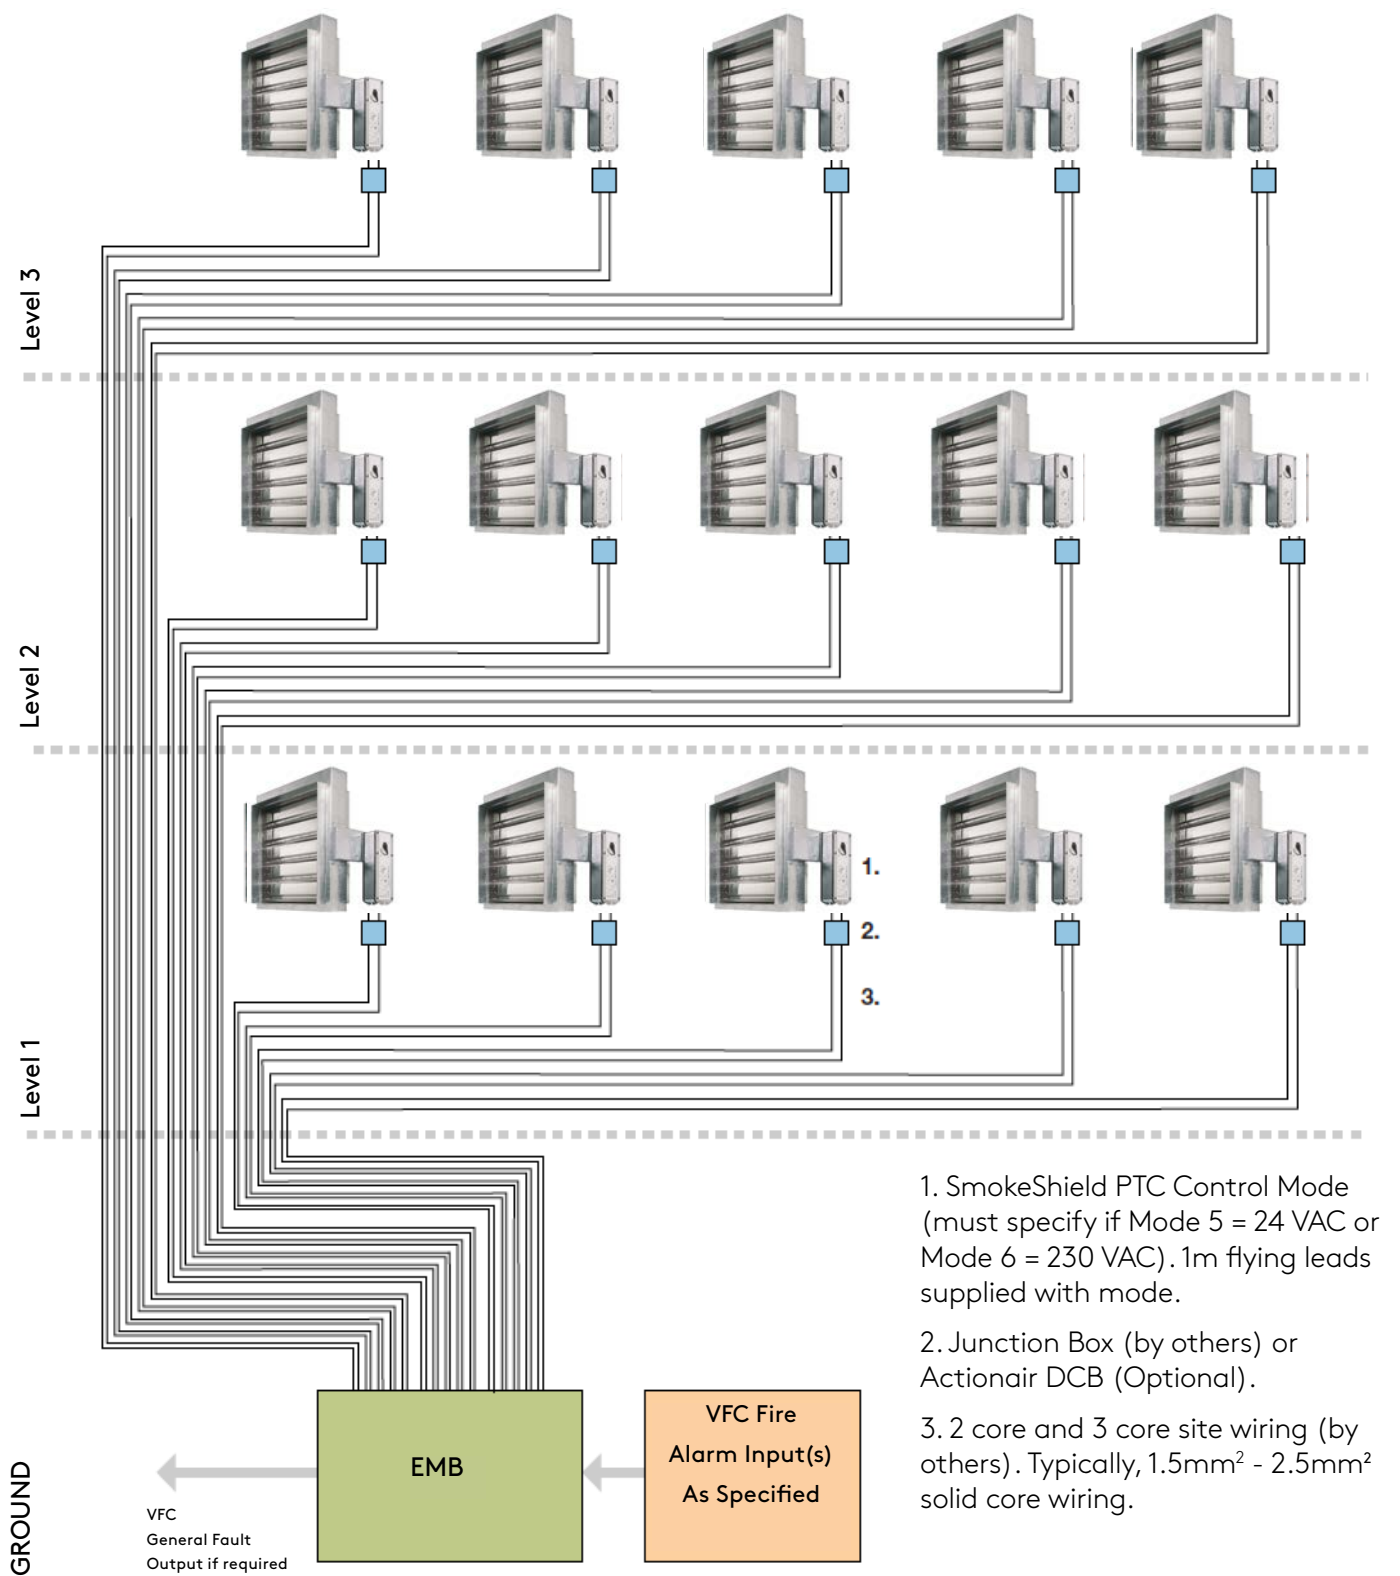 Level 3
Level 2
1.
2.
3.
Level 1
1. SmokeShield PTC Control Mode
(must specify if Mode 5 = 24 VAC or
Mode 6 = 230 VAC). 1m flying leads
supplied with mode.
2. Junction Box (by others) or
Actionair DCB (Optional).
3. 2 core and 3 core site wiring (by
others). Typically, 1.5mm² - 2.5mm²
solid core wiring.
GROUND
VFC
General Fault
Output if required
EMB
VFC Fire
Alarm Input(s)
As Specified